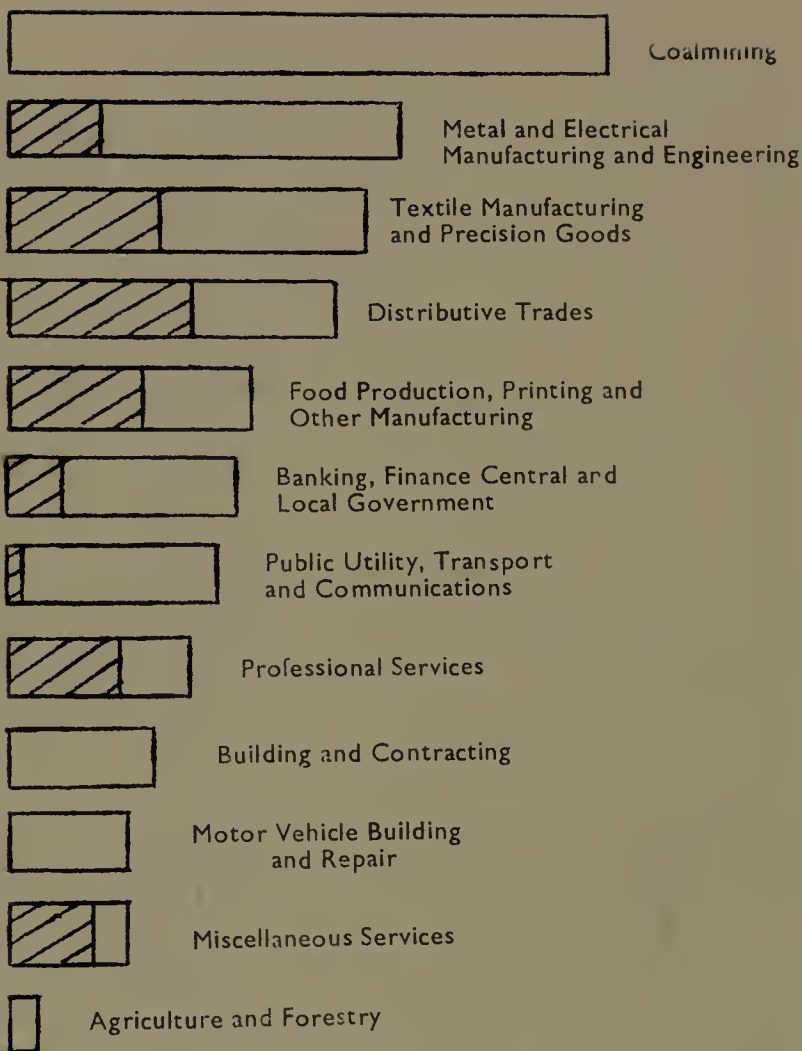 Coalmining
Metal and Electrical
Manufacturing and Engineering
Textile Manufacturing
and Precision Goods
Distributive Trades
Food Production, Printing and
Other Manufacturing
Banking, Finance Central and
Local Government
Public Utility, Transport
and Communications
Professional Services
Building and Contracting
Motor Vehicle Building
and Repair
Miscellaneous Services
Agriculture and Forestry